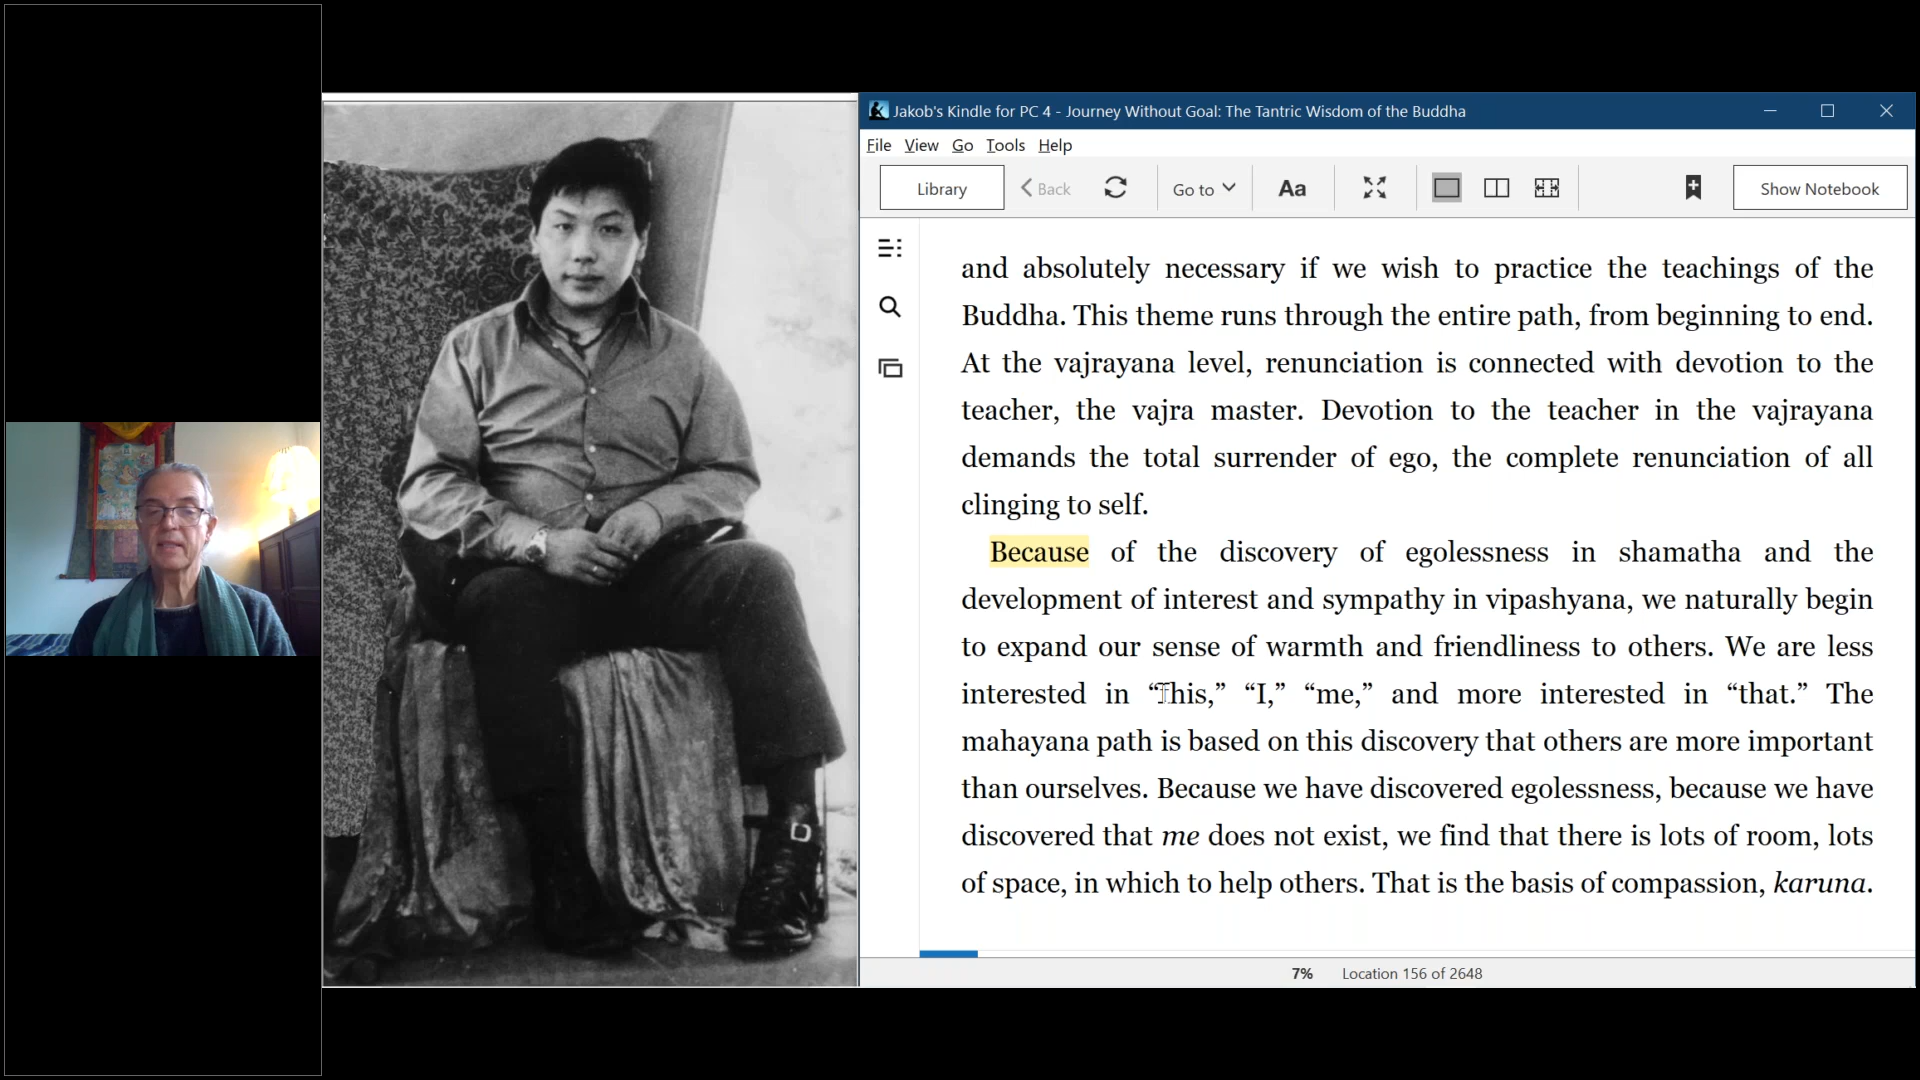 Jakob's Kindle for PC 4 - Journey Without Goal: The Tantric Wisdom of the Buddha
File View Go Tools Help
Library Back Go to Aa Show Notebook
and absolutely necessary if we wish to practice the teachings of the
Buddha. This theme runs through the entire path, from beginning to end.
At the vajrayana level, renunciation is connected with devotion to the
teacher, the vajra master. Devotion to the teacher in the vajrayana
demands the total surrender of ego, the complete renunciation of all
clinging to self.
Because of the discovery of egolessness in shamatha and the
development of interest and sympathy in vipashyana, we naturally begin
to expand our sense of warmth and friendliness to others. We are less
interested in “This,” “I,” “me,” and more interested in “that.” The
mahayana path is based on this discovery that others are more important
than ourselves. Because we have discovered egolessness, because we have
discovered that me does not exist, we find that there is lots of room, lots
of space, in which to help others. That is the basis of compassion, karuna.
7% Location 156 of 2648